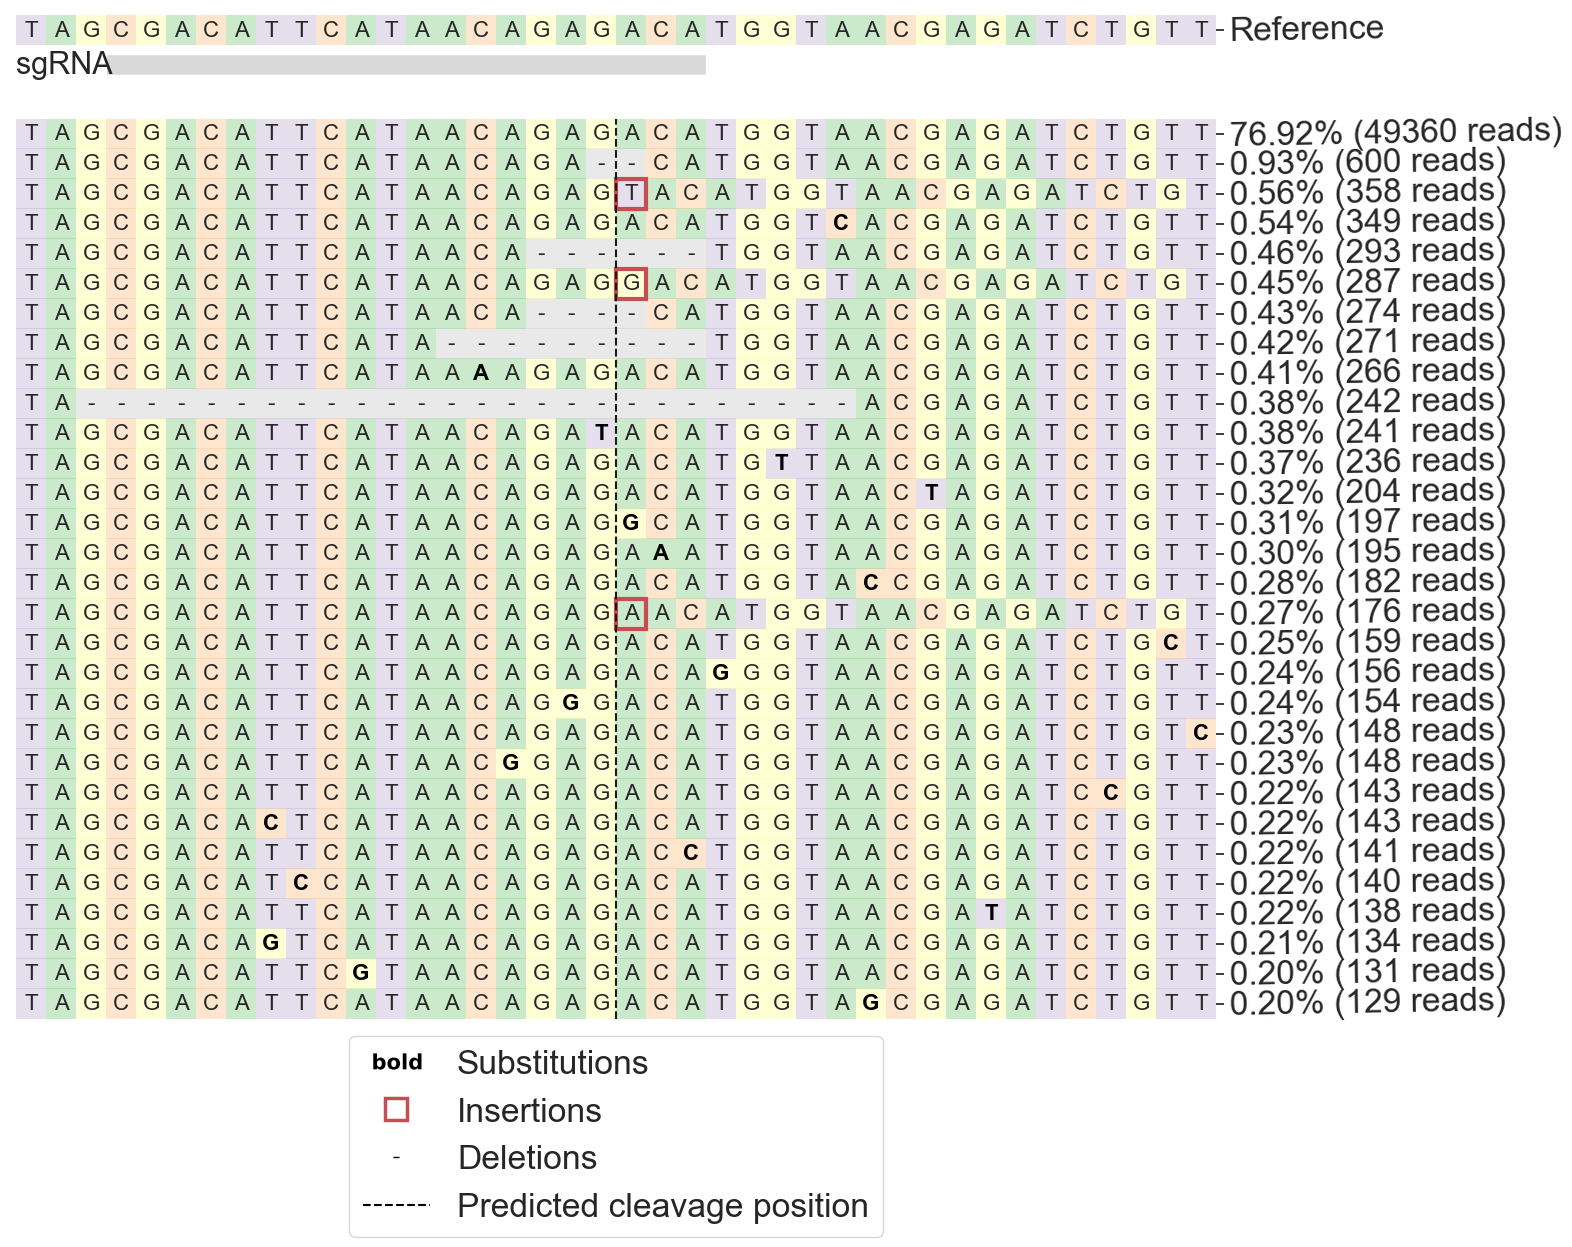 T A G C G A C A T T C A T A A C A G A G A C A T G G T A A C G A G A T C T G T T Reference
sgRNA
T A G C G A C A T T C A T A A C A G A G A C A T G G T A A C G A G A T C T G T T 76.92% (49360 reads)
T A G C G A C A T T C A T A A C A G A - - C A T G G T A A C G A G A T C T G T T 0.93% (600 reads)
T A G C G A C A T T C A T A A C A G A G T A C A T G G T A A C G A G A T C T G T 0.56% (358 reads)
T A G C G A C A T T C A T A A C A G A G A C A T G G T C A C G A G A T C T G T T 0.54% (349 reads)
T A G C G A C A T T C A T A A C A - - - - - - T G G T A A C G A G A T C T G T T 0.46% (293 reads)
T A G C G A C A T T C A T A A C A G A G G A C A T G G T A A C G A G A T C T G T 0.45% (287 reads)
T A G C G A C A T T C A T A A C A - - - - C A T G G T A A C G A G A T C T G T T 0.43% (274 reads)
T A G C G A C A T T C A T A - - - - - - - - - T G G T A A C G A G A T C T G T T 0.42% (271 reads)
T A G C G A C A T T C A T A A A A G A G A C A T G G T A A C G A G A T C T G T T 0.41% (266 reads)
T A - - - - - - - - - - - - - - - - - - - - - - - - - - A C G A G A T C T G T T 0.38% (242 reads)
T A G C G A C A T T C A T A A C A G A T A C A T G G T A A C G A G A T C T G T T 0.38% (241 reads)
T A G C G A C A T T C A T A A C A G A G A C A T G T T A A C G A G A T C T G T T 0.37% (236 reads)
T A G C G A C A T T C A T A A C A G A G A C A T G G T A A C T A G A T C T G T T 0.32% (204 reads)
T A G C G A C A T T C A T A A C A G A G G C A T G G T A A C G A G A T C T G T T 0.31% (197 reads)
T A G C G A C A T T C A T A A C A G A G A A A T G G T A A C G A G A T C T G T T 0.30% (195 reads)
T A G C G A C A T T C A T A A C A G A G A C A T G G T A C C G A G A T C T G T T 0.28% (182 reads)
T A G C G A C A T T C A T A A C A G A G A A C A T G G T A A C G A G A T C T G T 0.27% (176 reads)
T A G C G A C A T T C A T A A C A G A G A C A T G G T A A C G A G A T C T G C T 0.25% (159 reads)
T A G C G A C A T T C A T A A C A G A G A C A G G G T A A C G A G A T C T G T T 0.24% (156 reads)
T A G C G A C A T T C A T A A C A G G G A C A T G G T A A C G A G A T C T G T T 0.24% (154 reads)
T A G C G A C A T T C A T A A C A G A G A C A T G G T A A C G A G A T C T G T C 0.23% (148 reads)
T A G C G A C A T T C A T A A C G G A G A C A T G G T A A C G A G A T C T G T T 0.23% (148 reads)
T A G C G A C A T T C A T A A C A G A G A C A T G G T A A C G A G A T C C G T T 0.22% (143 reads)
T A G C G A C A C T C A T A A C A G A G A C A T G G T A A C G A G A T C T G T T 0.22% (143 reads)
T A G C G A C A T T C A T A A C A G A G A C C T G G T A A C G A G A T C T G T T 0.22% (141 reads)
T A G C G A C A T C C A T A A C A G A G A C A T G G T A A C G A G A T C T G T T 0.22% (140 reads)
T A G C G A C A T T C A T A A C A G A G A C A T G G T A A C G A T A T C T G T T 0.22% (138 reads)
T A G C G A C A G T C A T A A C A G A G A C A T G G T A A C G A G A T C T G T T 0.21% (134 reads)
T A G C G A C A T T C G T A A C A G A G A C A T G G T A A C G A G A T C T G T T 0.20% (131 reads)
T A G C G A C A T T C A T A A C A G A G A C A T G G T A G C G A G A T C T G T T 0.20% (129 reads)
bold Substitutions
Insertions
- Deletions
Predicted cleavage position